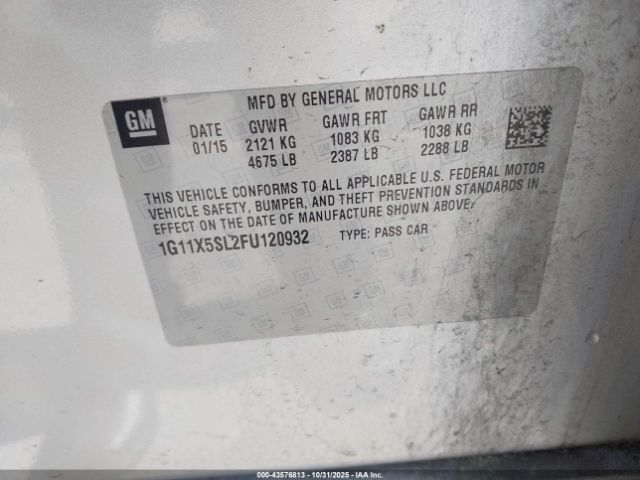 GM
MFD BY GENERAL MOTORS LLC
DATE GVWR GAWR FRT GAWR RR
01/15 2121 KG 1083 KG 1038 KG
4675 LB 2387 LB 2288 LB
THIS VEHICLE CONFORMS TO ALL APPLICABLE U.S. FEDERAL MOTOR
VEHICLE SAFETY, BUMPER, AND THEFT PREVENTION STANDARDS IN
EFFECT ON THE DATE OF MANUFACTURE SHOWN ABOVE.
1G11X5SL2FU120932 TYPE: PASS CAR
000-43576813 - 10/31/2025 - IAA Inc.